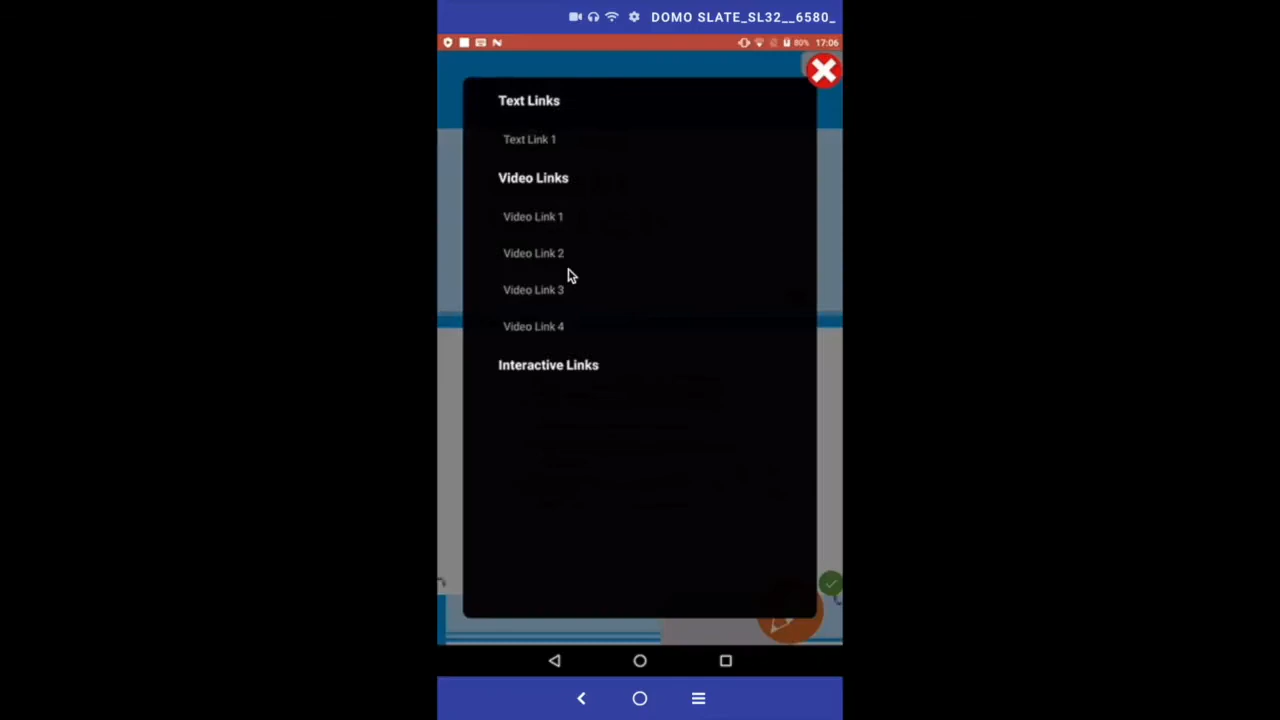 DOMO SLATE_SL32__6580_
80% 17:06
Text Links
Text Link 1
Video Links
Video Link 1
Video Link 2
Video Link 3
Video Link 4
Interactive Links